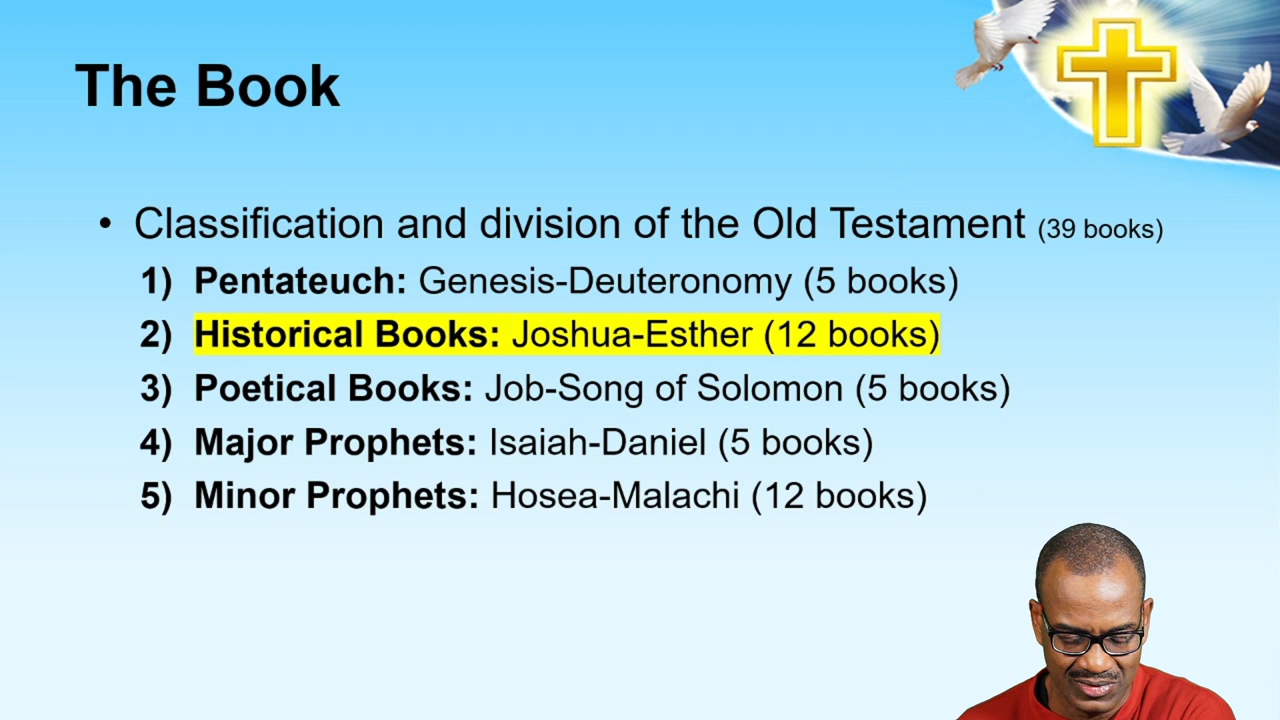 The Book
• Classification and division of the Old Testament (39 books)
1) Pentateuch: Genesis-Deuteronomy (5 books)
2) Historical Books: Joshua-Esther (12 books)
3) Poetical Books: Job-Song of Solomon (5 books)
4) Major Prophets: Isaiah-Daniel (5 books)
5) Minor Prophets: Hosea-Malachi (12 books)